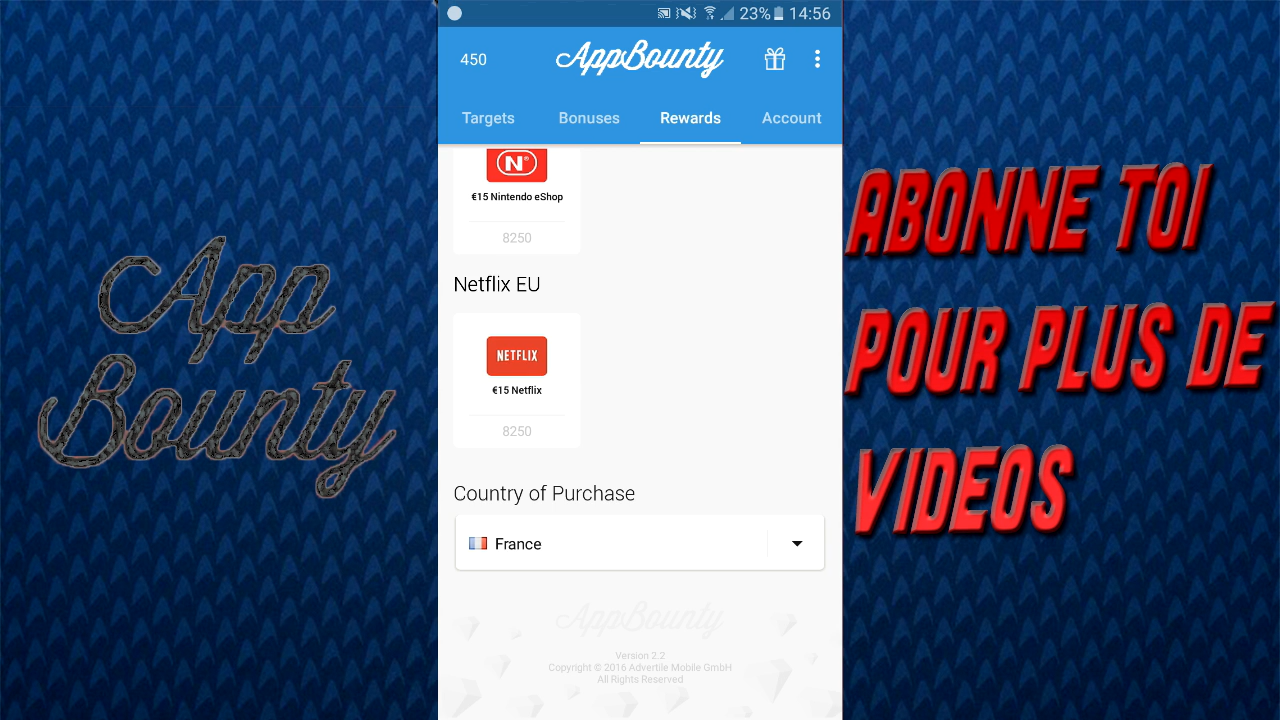 App
Bounty
23% 14:56
450
AppBounty
Targets Bonuses Rewards Account
N
€15 Nintendo eShop
8250
Netflix EU
NETFLIX
€15 Netflix
8250
Country of Purchase
France
AppBounty
Version 2.2
Copyright © 2016 Advertile Mobile GmbH
All Rights Reserved
ABONNE TOI
POUR PLUS DE
VIDEOS